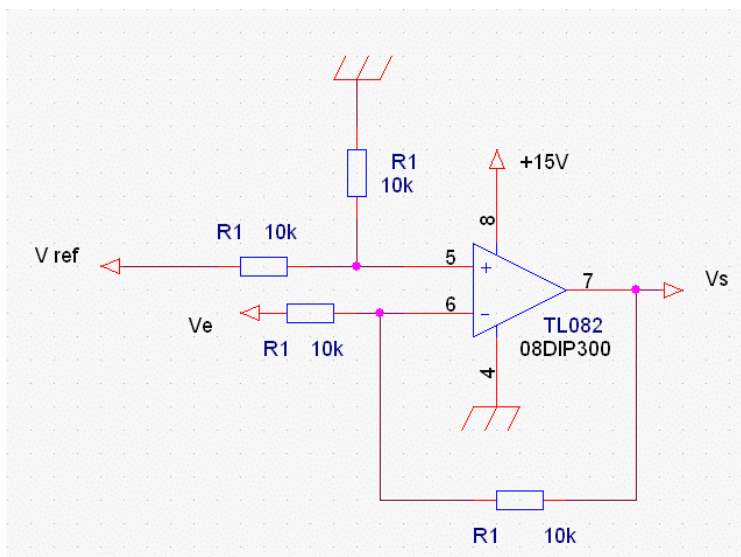 R1
10k
+15V
8
R1 10k
V ref
5
+
7
Vs
6
-
Ve
R1 10k
TL082
08DIP300
4
R1 10k